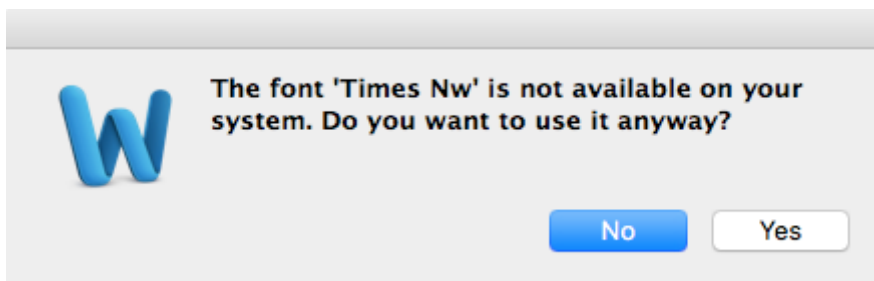 The font 'Times Nw' is not available on your
system. Do you want to use it anyway?
No
Yes